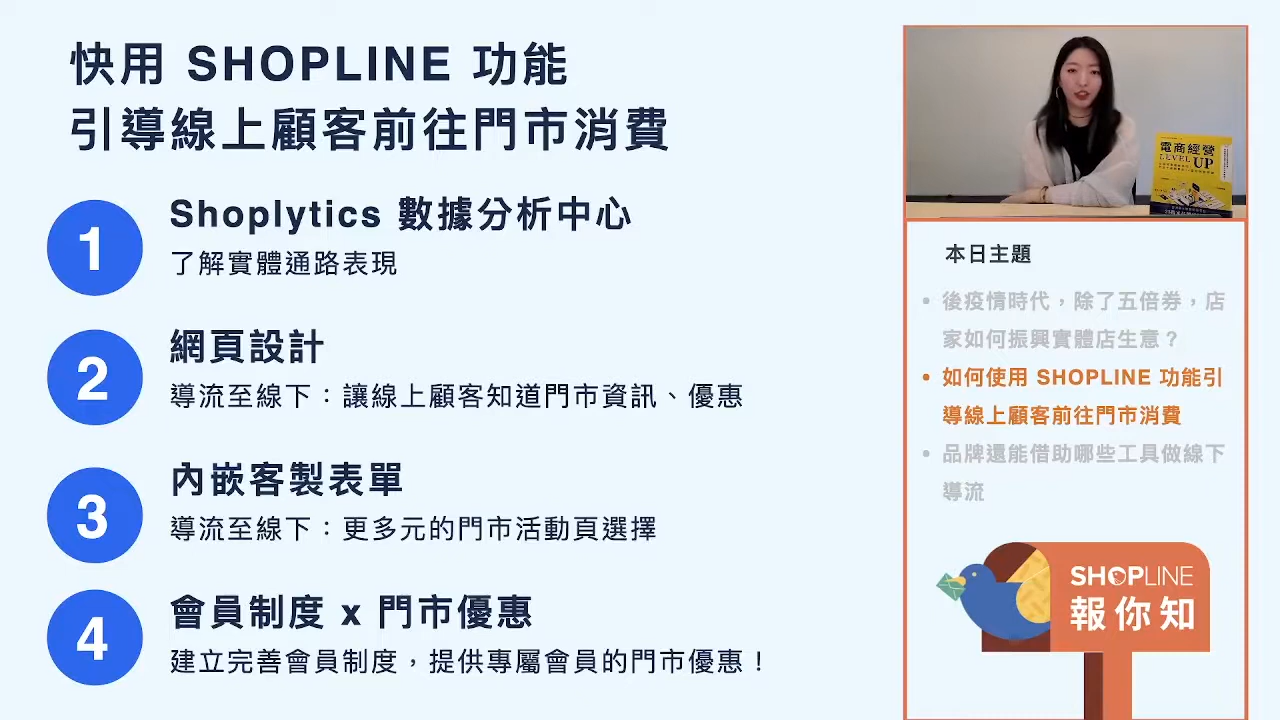 快用 SHOPLINE 功能
引導線上顧客前往門市消費
1
Shoplytics 數據分析中心
了解實體通路表現
2
網頁設計
導流至線下：讓線上顧客知道門市資訊、優惠
3
內嵌客製表單
導流至線下：更多元的門市活動頁選擇
4
會員制度 x 門市優惠
建立完善會員制度，提供專屬會員的門市優惠！
電商經營
LEVEL UP
本日主題
• 後疫情時代，除了五倍券，店
家如何振興實體店生意？
• 如何使用 SHOPLINE 功能引
導線上顧客前往門市消費
• 品牌還能借助哪些工具做線下
導流
SHOPLINE
報你知